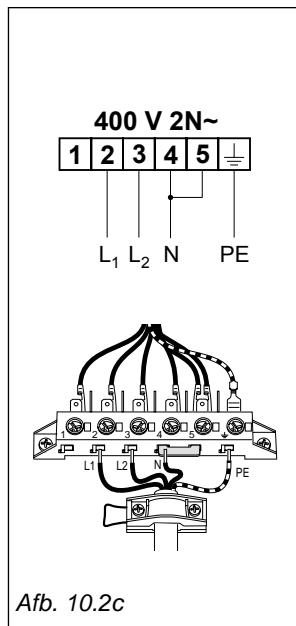 400 V 2N~
1 2 3 4 5 ⏚
L₁ L₂ N PE
1 2 3 4 5 ⏚
L1 L2 N PE
Afb. 10.2c